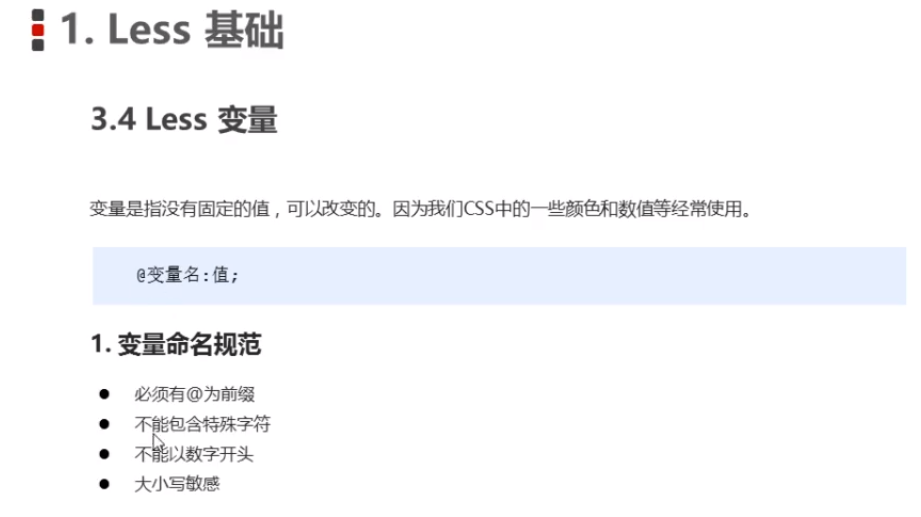 1. Less 基础
3.4 Less 变量
变量是指没有固定的值，可以改变的。因为我们CSS中的一些颜色和数值等经常使用。
@变量名:值;
1. 变量命名规范
● 必须有@为前缀
● 不能包含特殊字符
● 不能以数字开头
● 大小写敏感